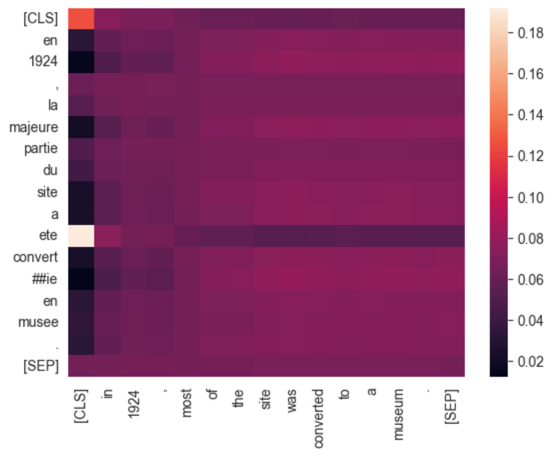 [CLS]
en
1924
,
la
majeure
partie
du
site
a
ete
convert
##ie
en
musee
.
[SEP]
[CLS]
in
1924
,
most
of
the
site
was
converted
to
a
museum
.
[SEP]
0.18
0.16
0.14
0.12
0.10
0.08
0.06
0.04
0.02